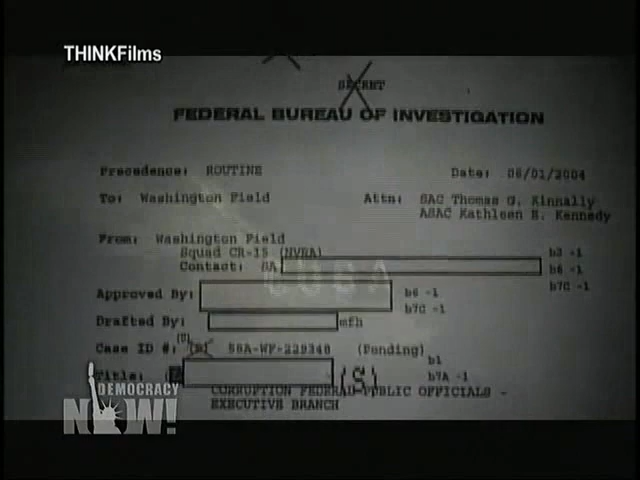 THINKFilms
SECRET
FEDERAL BUREAU OF INVESTIGATION
Precedence: ROUTINE Date: 06/01/2004
To: Washington Field Attn: SAC Thomas G. Kinnally
ASAC Kathleen B. Kennedy
From: Washington Field
Squad CR-15 (NVRA)
Contact: SA b3 -1
b6 -1
b7C -1
CUBA
Approved By: b6 -1
b7C -1
Drafted By: mfh
(U)
Case ID #: 58A-WF-229340 (Pending)
b1
Title: (S) b7A -1
CORRUPTION FEDERAL PUBLIC OFFICIALS -
EXECUTIVE BRANCH
DEMOCRACY
NOW!